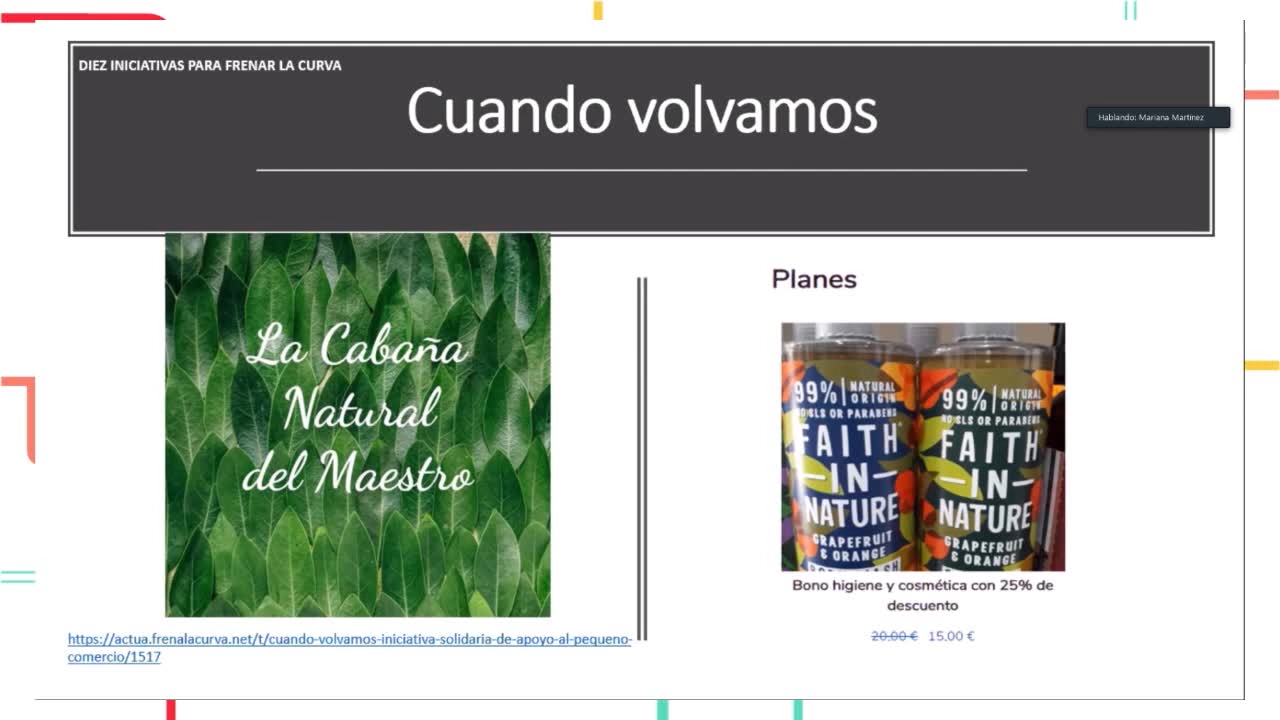 DIEZ INICIATIVAS PARA FRENAR LA CURVA
Cuando volvamos
Hablando: Mariana Martínez
La Cabaña
Natural
del Maestro
https://actua.frenalacurva.net/t/cuando-volvamos-iniciativa-solidaria-de-apoyo-al-pequeno-
comercio/1517
Planes
99% | NATURAL ORIGIN
NO SLS OR PARABENS
FAITH
IN
NATURE
GRAPEFRUIT
& ORANGE
99% | NATURAL ORIGIN
NO SLS OR PARABENS
FAITH
IN
NATURE
GRAPEFRUIT
& ORANGE
Bono higiene y cosmética con 25% de
descuento
20.00 € 15.00 €